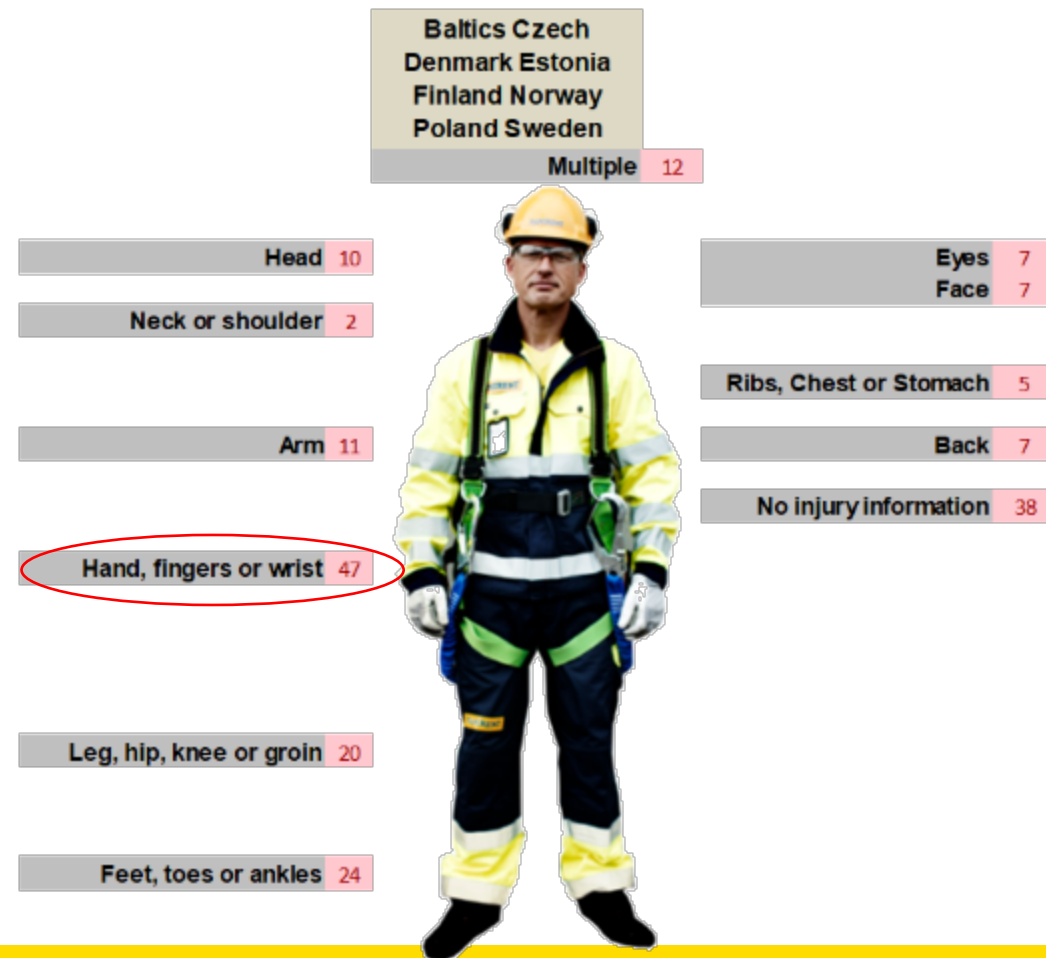 Baltics Czech
Denmark Estonia
Finland Norway
Poland Sweden
Multiple 12
Head 10
Neck or shoulder 2
Arm 11
Hand, fingers or wrist 47
Leg, hip, knee or groin 20
Feet, toes or ankles 24
Eyes 7
Face 7
Ribs, Chest or Stomach 5
Back 7
No injury information 38